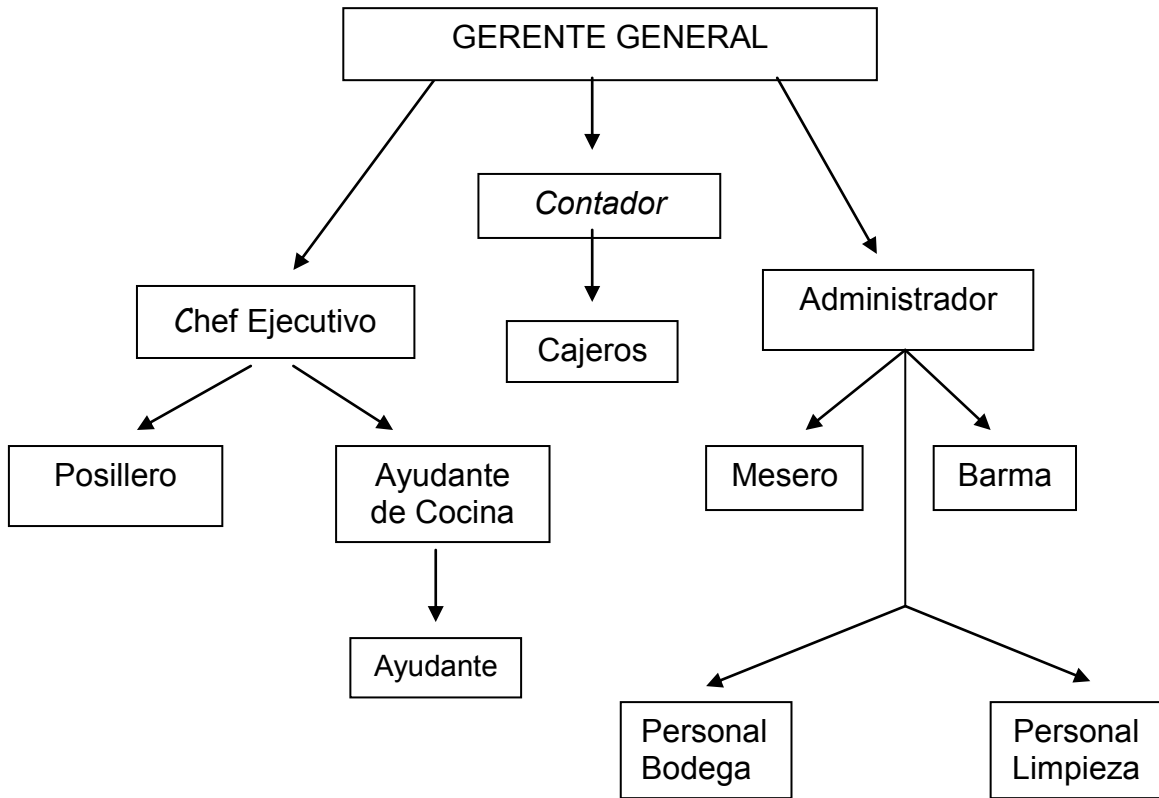 GERENTE GENERAL
Contador
Chef Ejecutivo
Administrador
Cajeros
Posillero
Ayudante
de Cocina
Mesero
Barma
Ayudante
Personal
Bodega
Personal
Limpieza